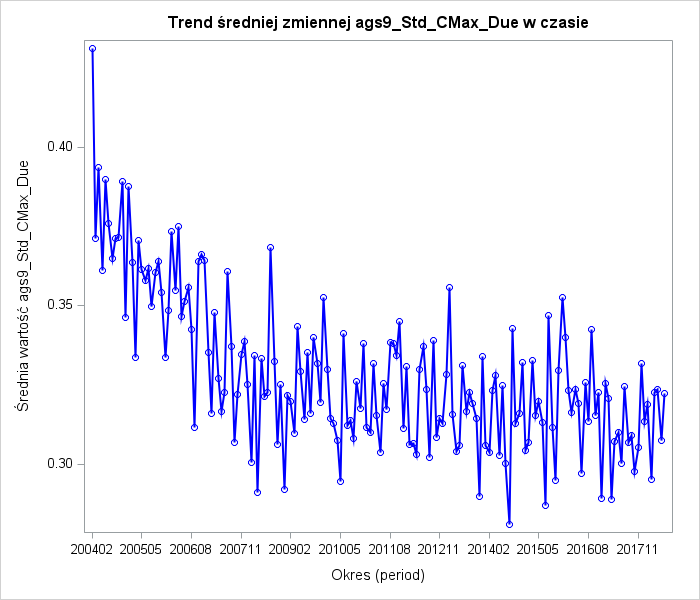 Trend średniej zmiennej ags9_Std_CMax_Due w czasie
Średnia wartość ags9_Std_CMax_Due
0.40
0.35
0.30
200402 200505 200608 200711 200902 201005 201108 201211 201402 201505 201608 201711
Okres (period)